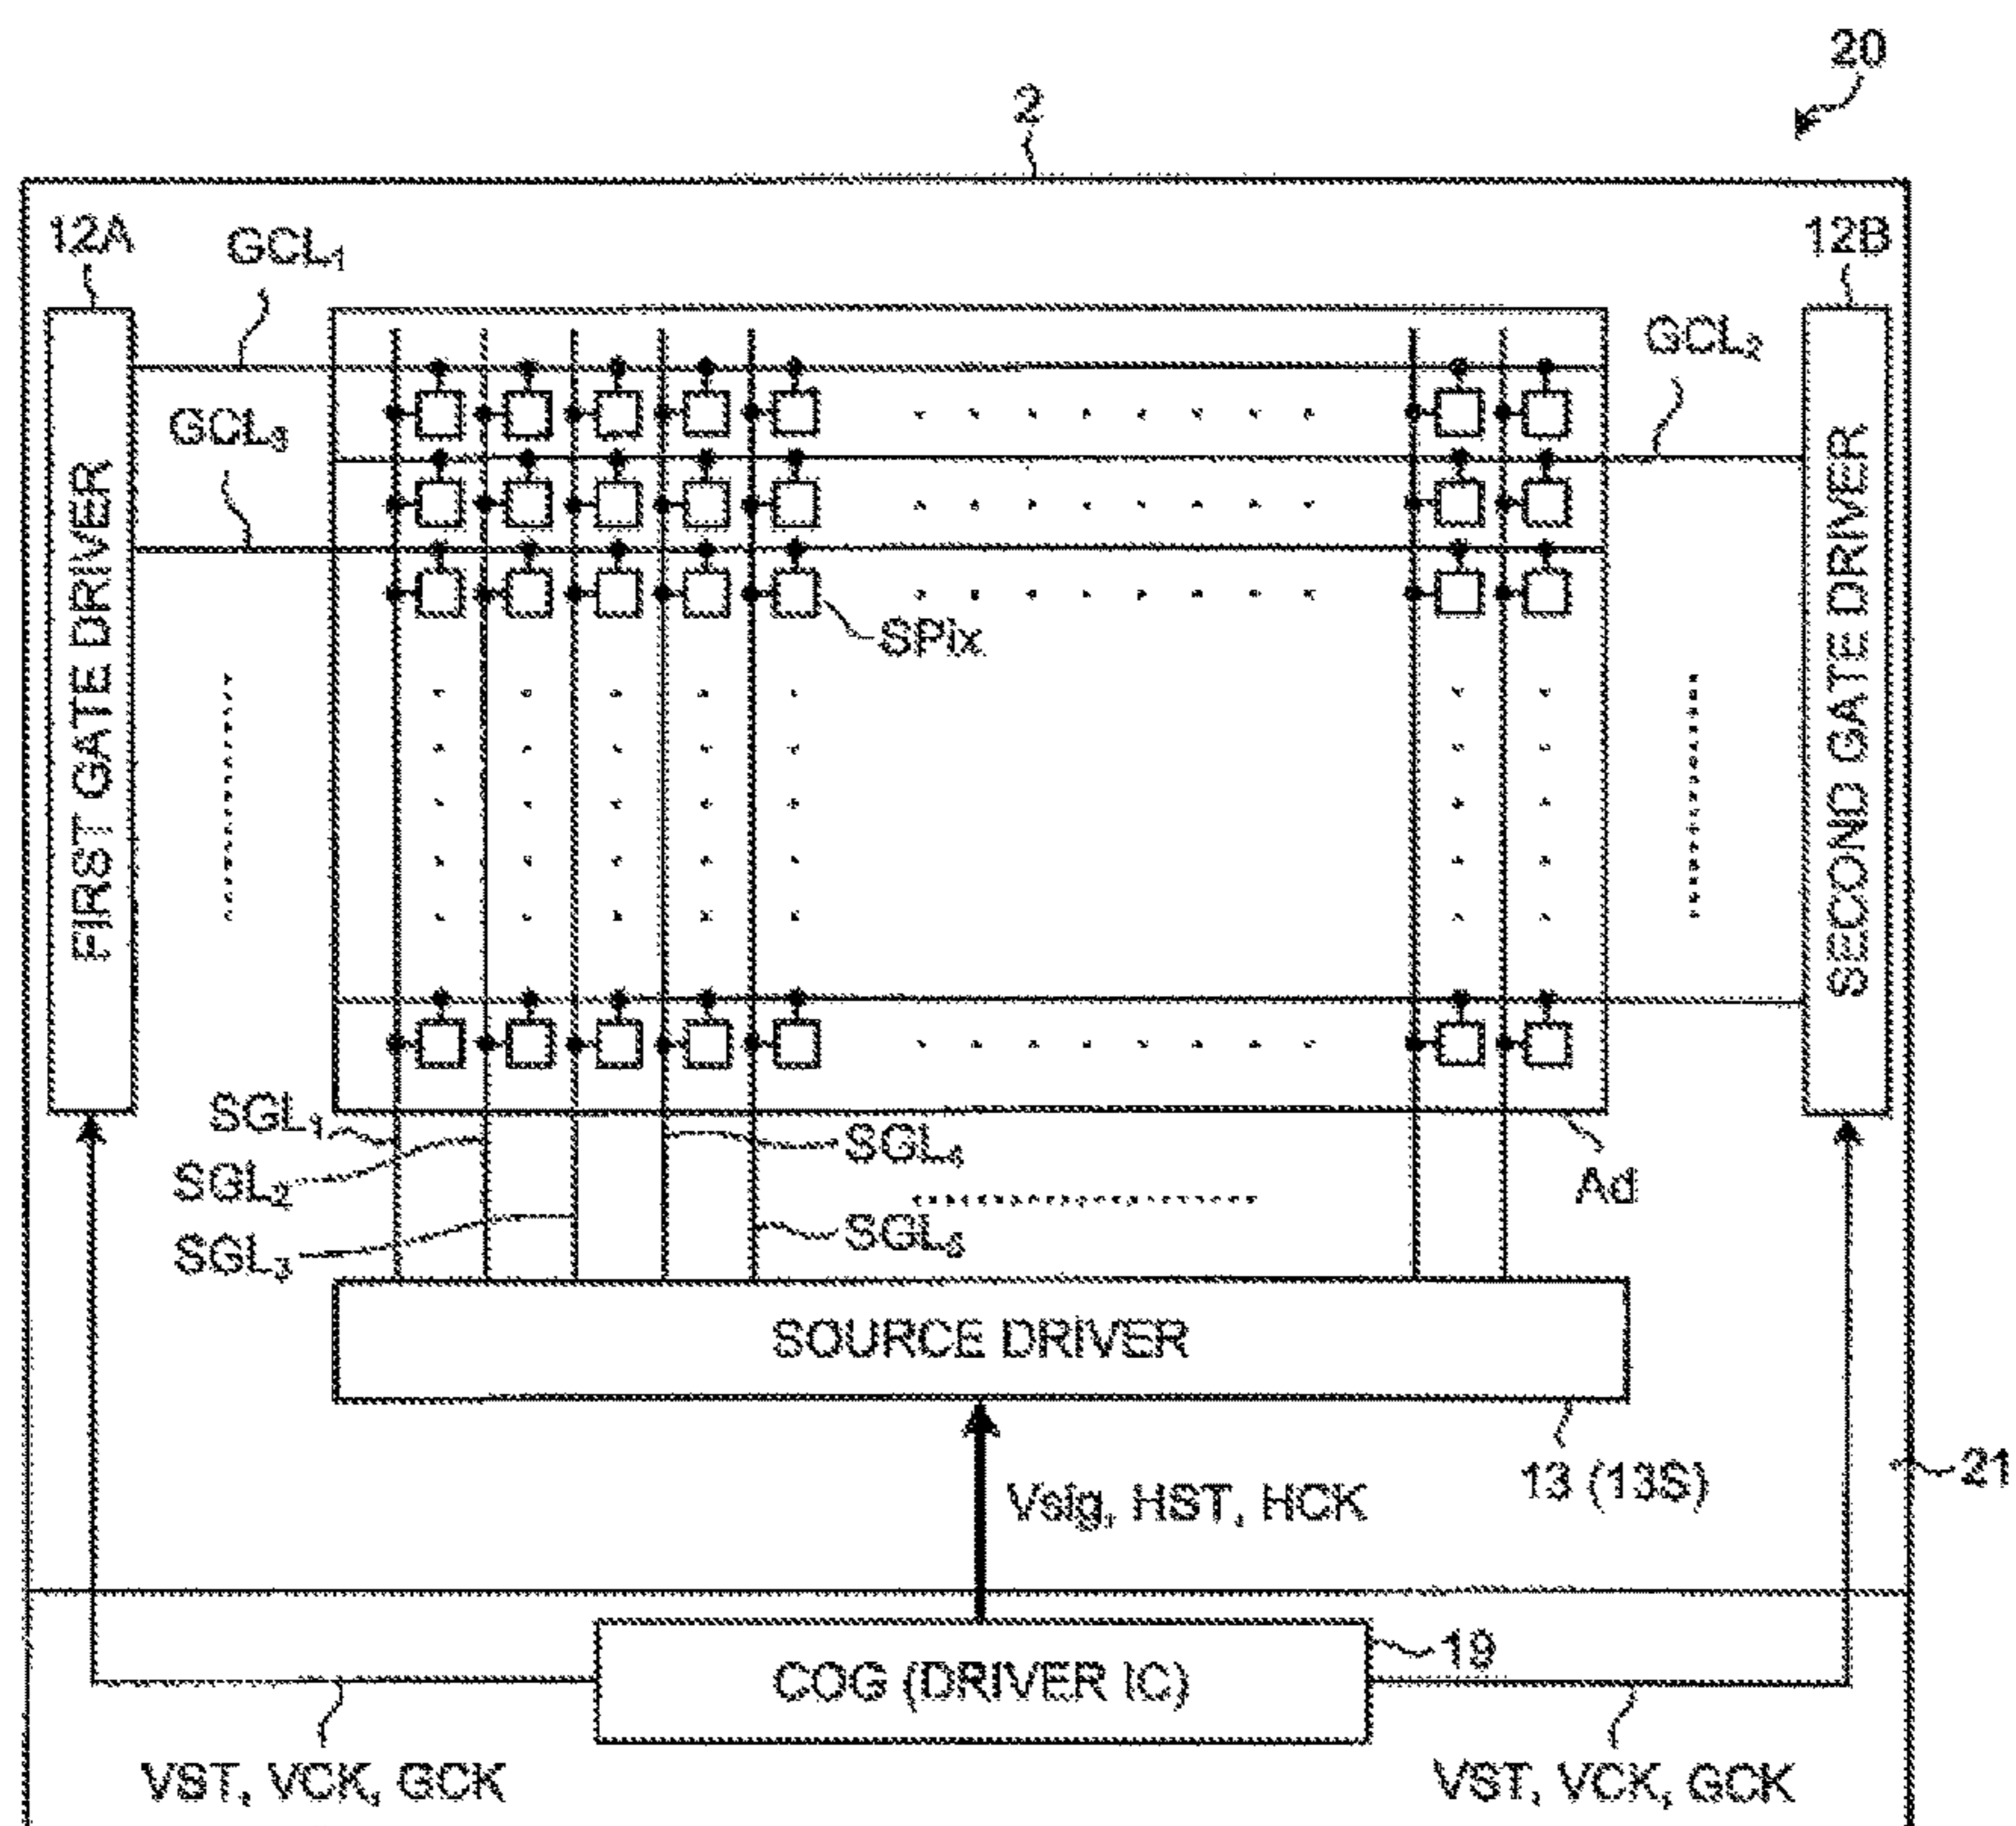 20
2
12A
GCL1
12B
GCL2
GCL3
FIRST GATE DRIVER
SECOND GATE DRIVER
SPix
SGL1
SGL2
SGL3
SGL4
SGL5
Ad
SOURCE DRIVER
13 (13S)
21
Vsig, HST, HCK
19
COG (DRIVER IC)
VST, VCK, GCK
VST, VCK, GCK